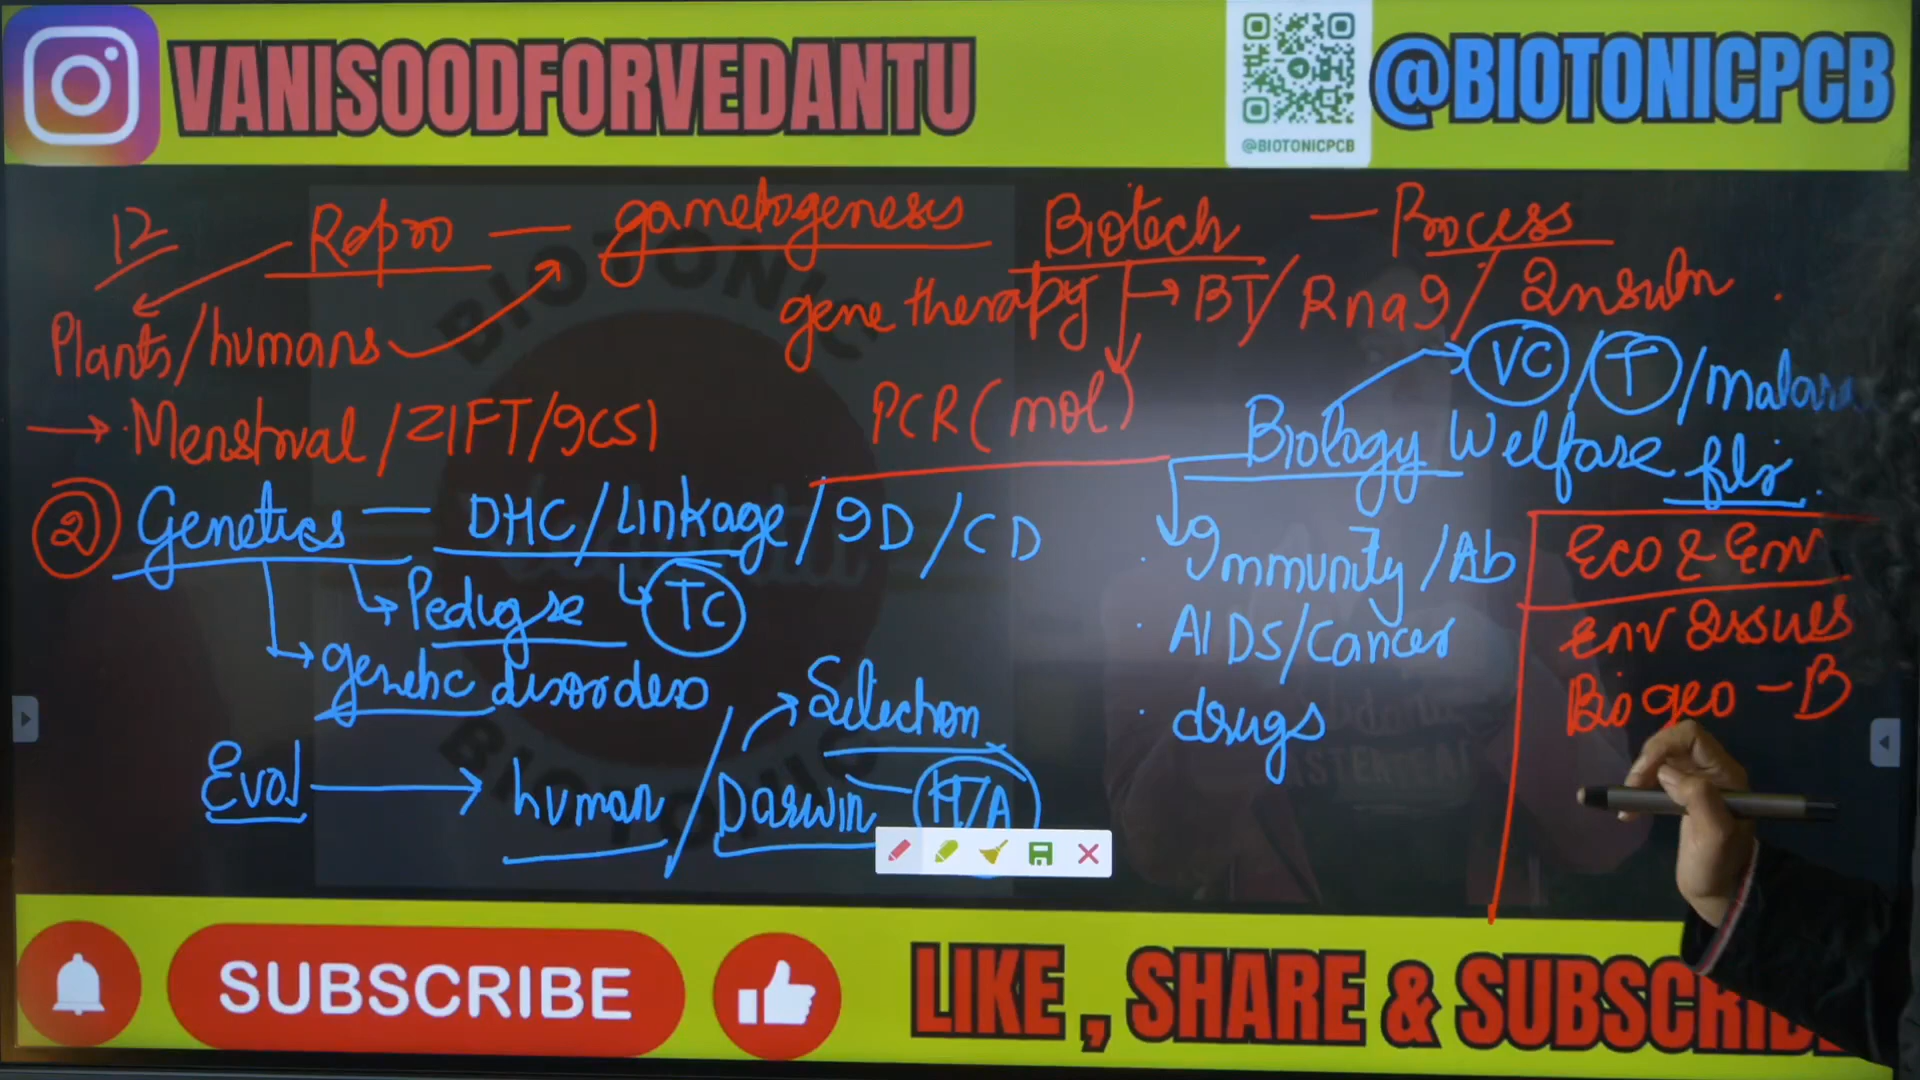 VANISOODFORVEDANTU
@BIOTONICPCB
@BIOTONICPCB
12 Repro — gametogenesis
Plants/humans
→ Menstrual /ZIFT/ICSI
Biotech — Process
gene therapy → BT/Rnai/Insulin
PCR (mol)
② Genetics — DHC/Linkage/ID/CD
Pedigree TC
genetic disorders
Evol → human/Darwin H/A
Selection
VC/T/malaria
Biology Welfare
Immunity/Ab
AIDS/Cancer
drugs
Eco & Env
Env Issues
Biogeo - B
BIOTONIC
SUBSCRIBE
LIKE , SHARE & SUBSCRIB